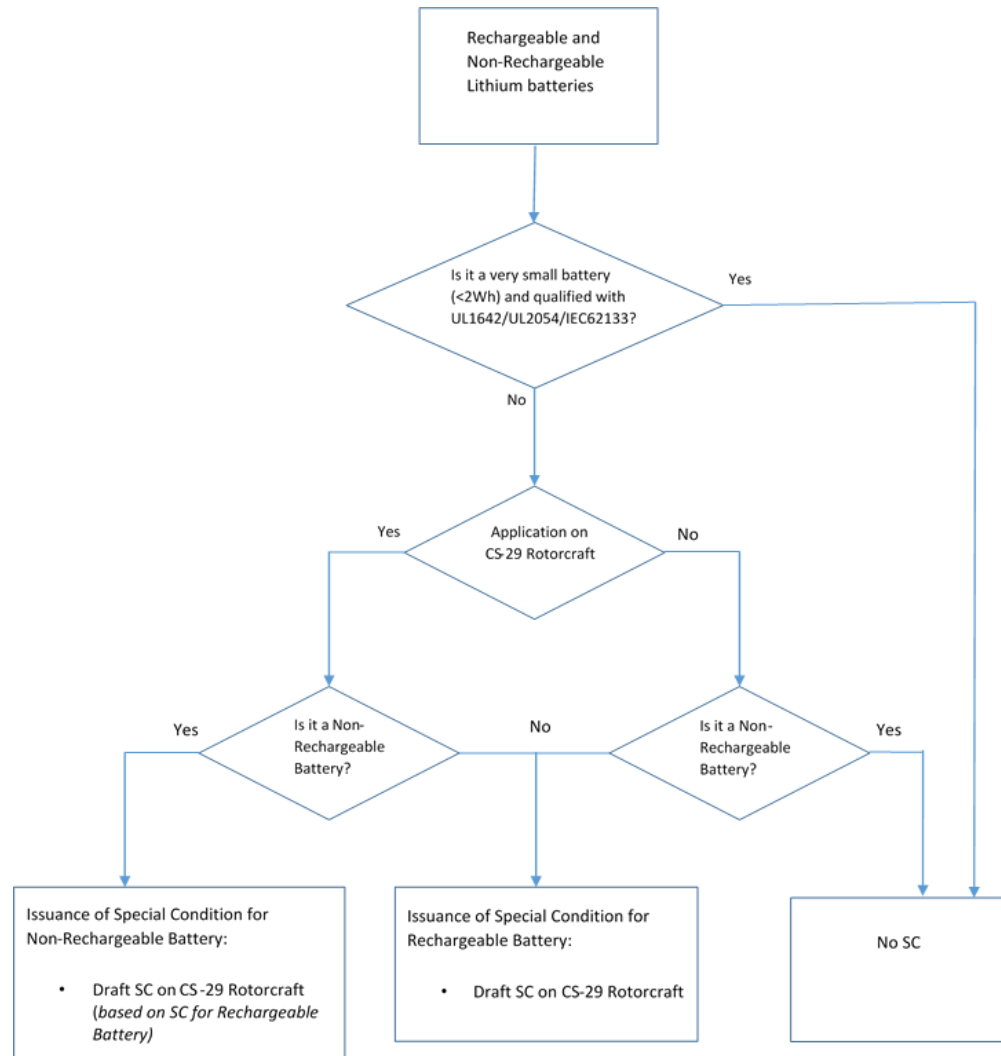 Rechargeable and
Non-Rechargeable
Lithium batteries
Is it a very small battery
(<2Wh) and qualified with
UL1642/UL2054/IEC62133?
Yes
No
Application on
CS-29 Rotorcraft
Yes
No
Is it a Non-
Rechargeable
Battery?
Yes
No
Is it a Non-
Rechargeable
Battery?
Yes
Issuance of Special Condition for
Non-Rechargeable Battery:
• Draft SC on CS-29 Rotorcraft
(based on SC for Rechargeable
Battery)
Issuance of Special Condition for
Rechargeable Battery:
• Draft SC on CS-29 Rotorcraft
No SC